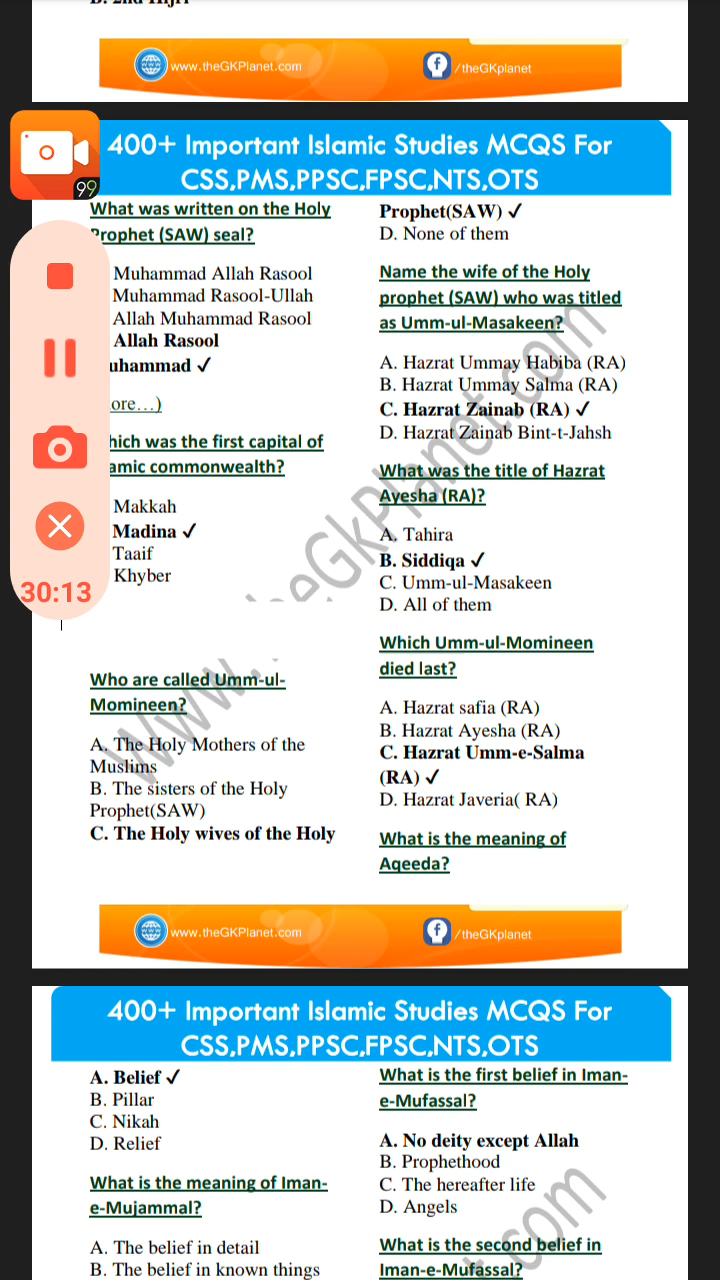 B. 2nd Hijri
www.theGKPlanet.com
/theGKplanet
99
30:13
400+ Important Islamic Studies MCQS For
CSS,PMS,PPSC,FPSC,NTS,OTS
What was written on the Holy
Prophet (SAW) seal?
Muhammad Allah Rasool
Muhammad Rasool-Ullah
Allah Muhammad Rasool
Allah Rasool
uhammad ✓
ore...)
hich was the first capital of
amic commonwealth?
Makkah
Madina ✓
Taaif
Khyber
Who are called Umm-ul-
Momineen?
A. The Holy Mothers of the
Muslims
B. The sisters of the Holy
Prophet(SAW)
C. The Holy wives of the Holy
Prophet(SAW) ✓
D. None of them
Name the wife of the Holy
prophet (SAW) who was titled
as Umm-ul-Masakeen?
A. Hazrat Ummay Habiba (RA)
B. Hazrat Ummay Salma (RA)
C. Hazrat Zainab (RA) ✓
D. Hazrat Zainab Bint-t-Jahsh
What was the title of Hazrat
Ayesha (RA)?
A. Tahira
B. Siddiqa ✓
C. Umm-ul-Masakeen
D. All of them
Which Umm-ul-Momineen
died last?
A. Hazrat safia (RA)
B. Hazrat Ayesha (RA)
C. Hazrat Umm-e-Salma
(RA) ✓
D. Hazrat Javeria( RA)
What is the meaning of
Aqeeda?
www.theGKPlanet.com
/theGKplanet
400+ Important Islamic Studies MCQS For
CSS,PMS,PPSC,FPSC,NTS,OTS
A. Belief ✓
B. Pillar
C. Nikah
D. Relief
What is the meaning of Iman-
e-Mujammal?
A. The belief in detail
B. The belief in known things
What is the first belief in Iman-
e-Mufassal?
A. No deity except Allah
B. Prophethood
C. The hereafter life
D. Angels
What is the second belief in
Iman-e-Mufassal?